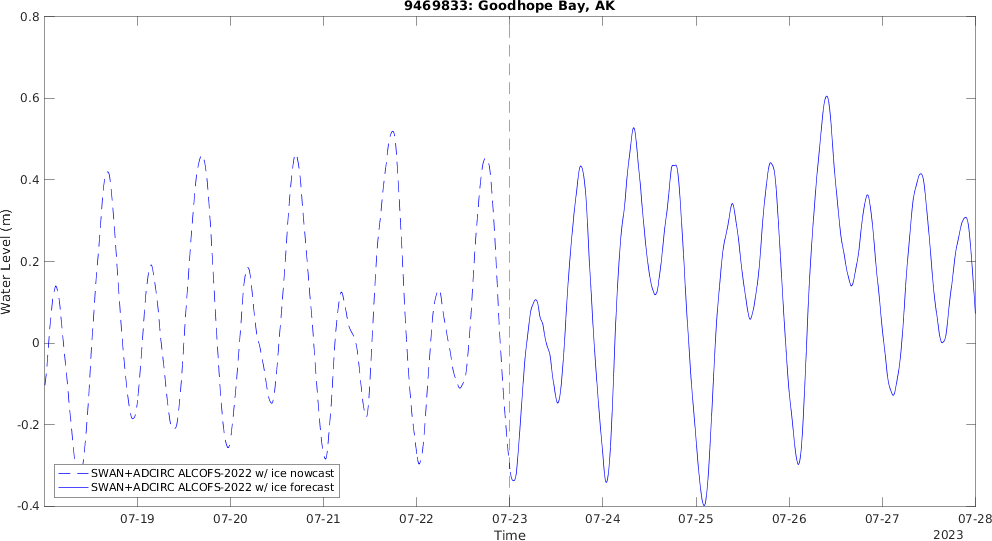 9469833: Goodhope Bay, AK
Water Level (m)
0.8
0.6
0.4
0.2
0
-0.2
-0.4
SWAN+ADCIRC ALCOFS-2022 w/ ice nowcast
SWAN+ADCIRC ALCOFS-2022 w/ ice forecast
07-19 07-20 07-21 07-22 07-23 07-24 07-25 07-26 07-27 07-28
Time
2023